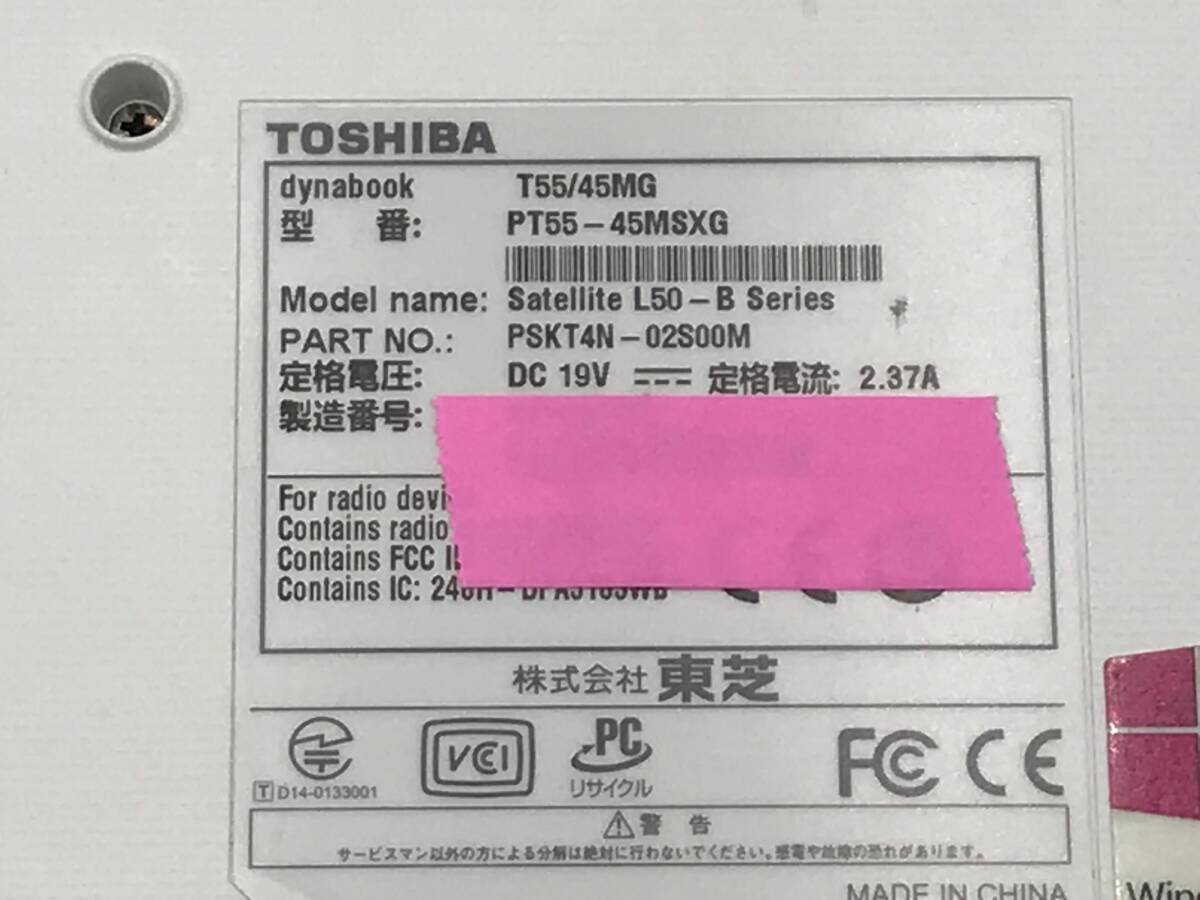 TOSHIBA
dynabook T55/45MG
型 番: PT55-45MSXG
Model name: Satellite L50-B Series
PART NO.: PSKT4N-02S00M
定格電圧: DC 19V 定格電流: 2.37A
製造番号:
For radio
Contains radio
Contains FCC
Contains IC:
株式会社 東芝
VCCI
PC
リサイクル
FC CE
T D14-0133001
⚠警 告
サービスマン以外の方による分解は絶対に行わないでください。感電や故障の恐れがあります。
MADE IN CHINA